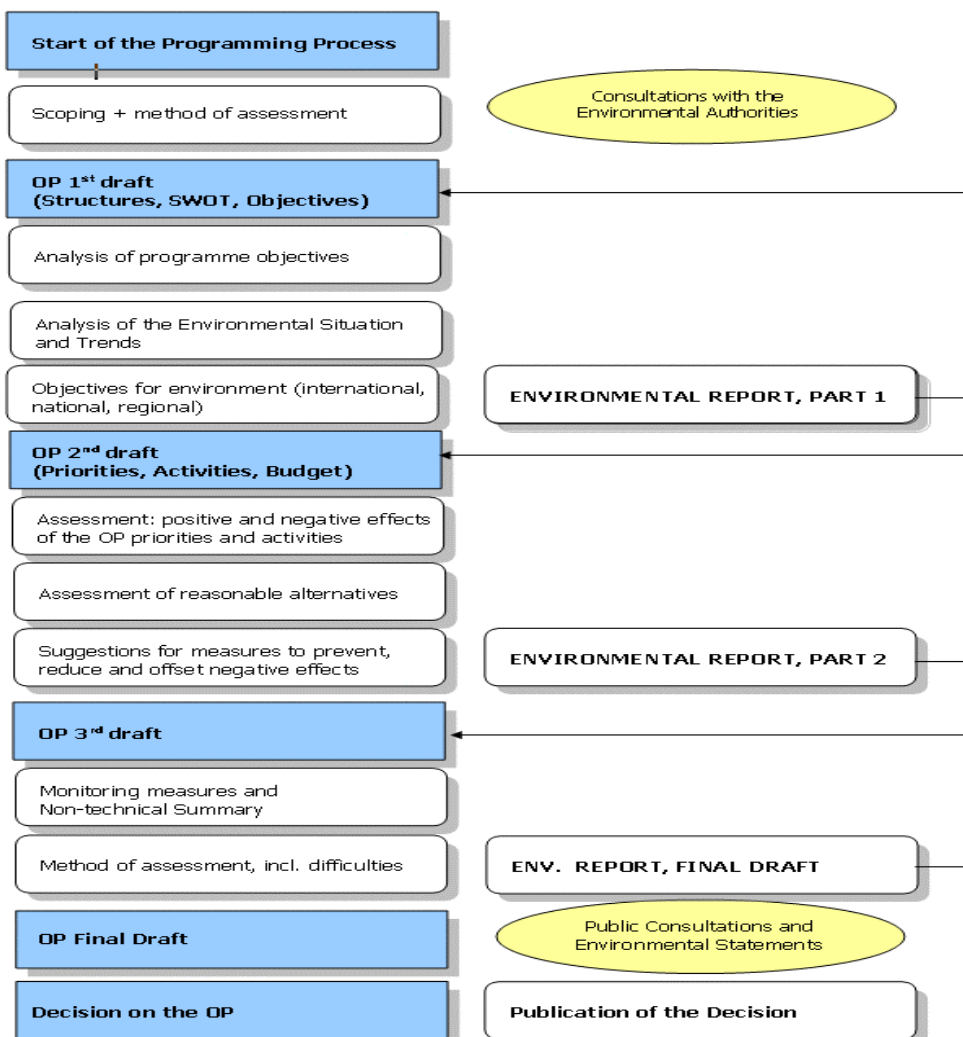 Start of the Programming Process
Scoping + method of assessment
Consultations with the
Environmental Authorities
OP 1st draft
(Structures, SWOT, Objectives)
Analysis of programme objectives
Analysis of the Environmental Situation
and Trends
Objectives for environment (international,
national, regional)
ENVIRONMENTAL REPORT, PART 1
OP 2nd draft
(Priorities, Activities, Budget)
Assessment: positive and negative effects
of the OP priorities and activities
Assessment of reasonable alternatives
Suggestions for measures to prevent,
reduce and offset negative effects
ENVIRONMENTAL REPORT, PART 2
OP 3rd draft
Monitoring measures and
Non-technical Summary
Method of assessment, incl. difficulties
ENV. REPORT, FINAL DRAFT
OP Final Draft
Public Consultations and
Environmental Statements
Decision on the OP
Publication of the Decision